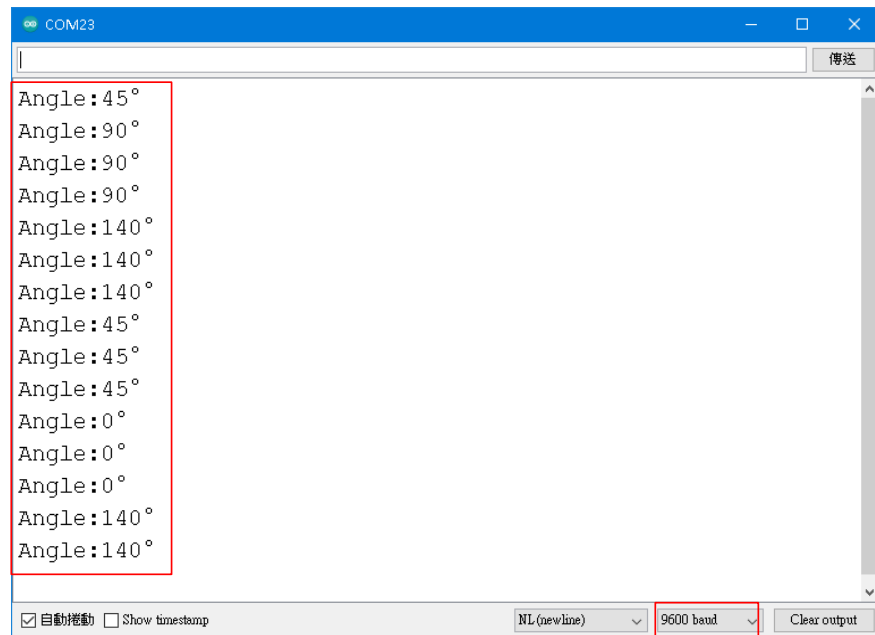 COM23
傳送
Angle:45°
Angle:90°
Angle:90°
Angle:90°
Angle:140°
Angle:140°
Angle:140°
Angle:45°
Angle:45°
Angle:45°
Angle:0°
Angle:0°
Angle:0°
Angle:140°
Angle:140°
自動捲動 Show timestamp NL(newline) 9600 baud Clear output